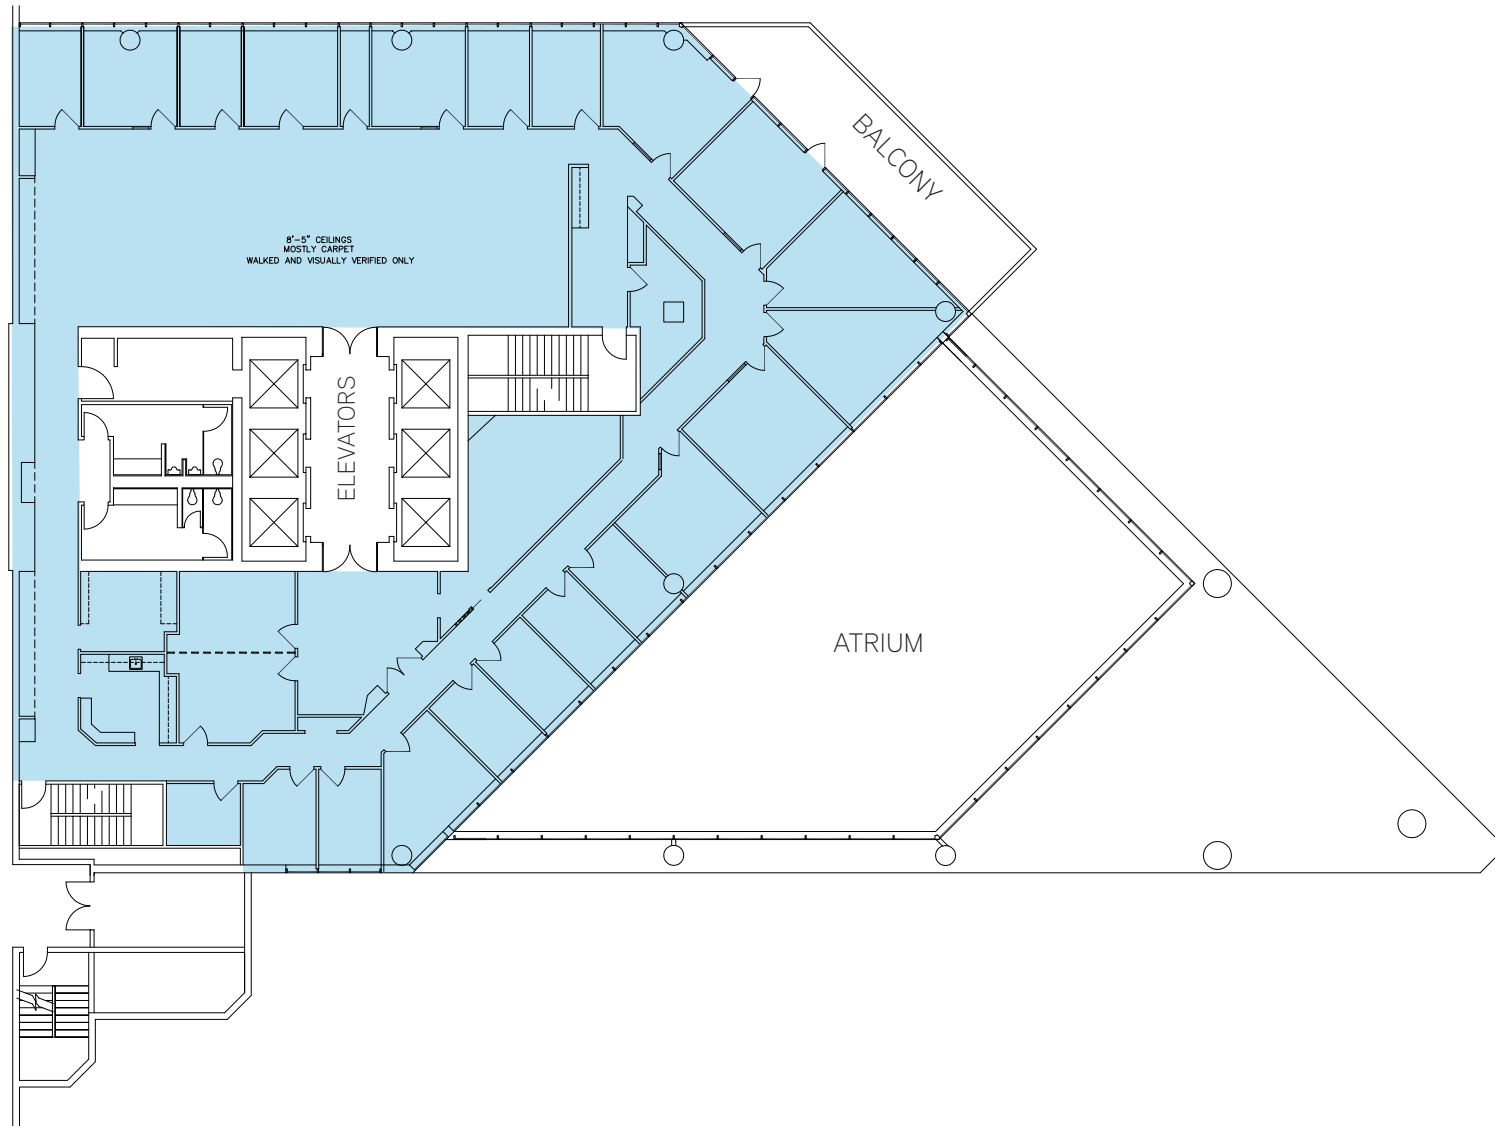 BALCONY
8'-5" CEILINGS
MOSTLY CARPET
WALKED AND VISUALLY VERIFIED ONLY
ELEVATORS
ATRIUM